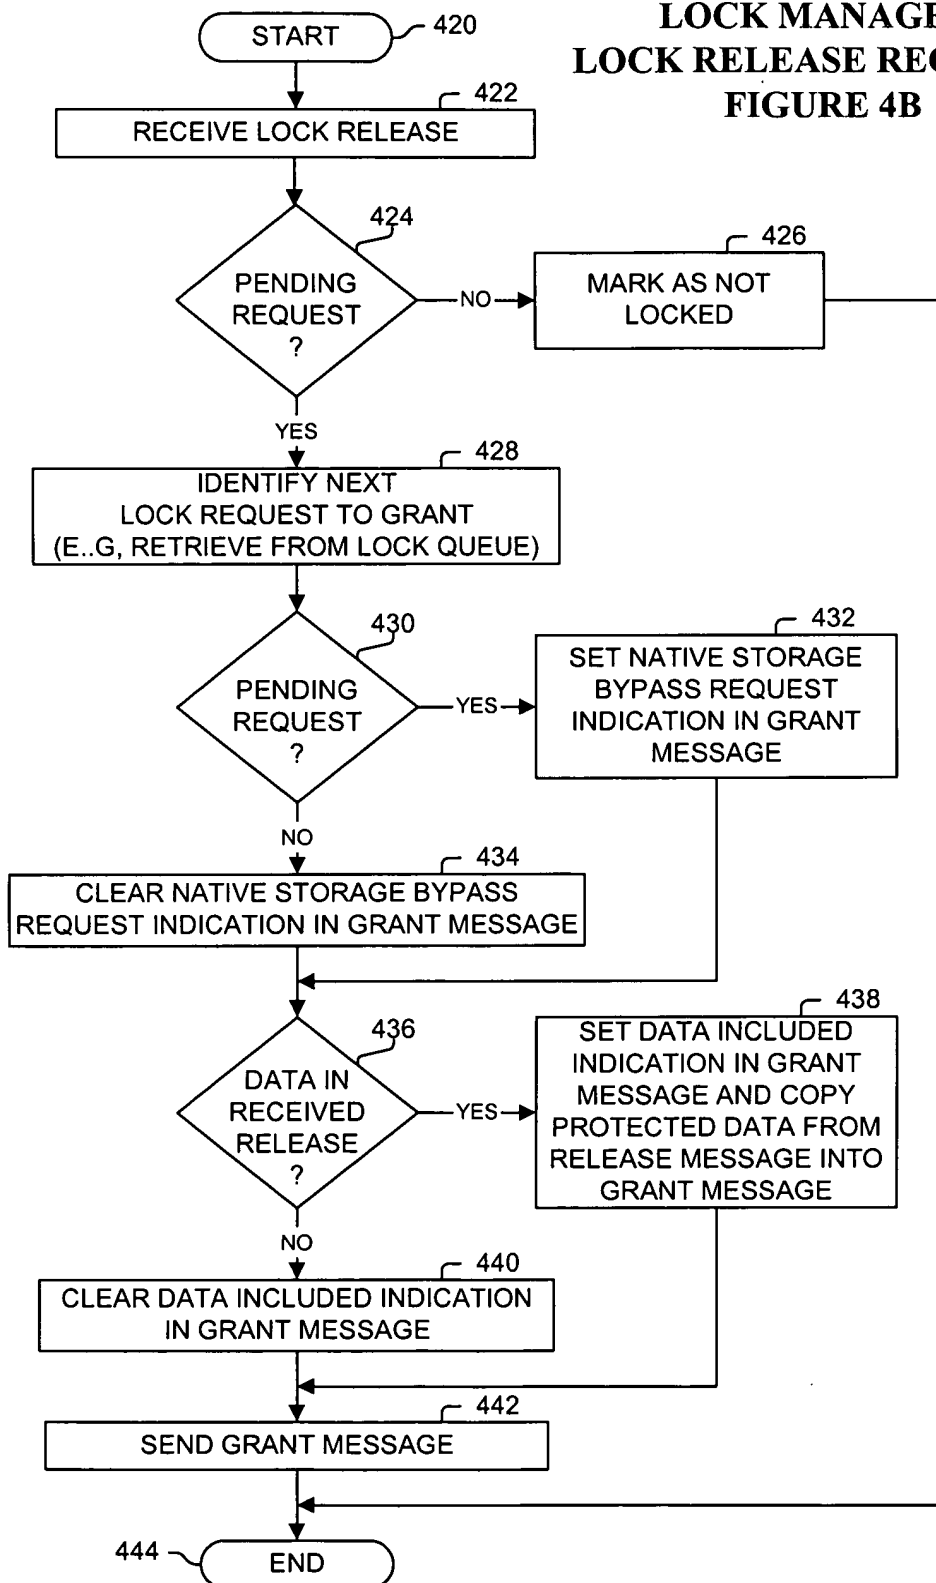 LOCK MANAGE
LOCK RELEASE
FIGURE 4B
START
420
422
RECEIVE LOCK RELEASE
424
PENDING
REQUEST
?
NO
426
MARK AS NOT
LOCKED
YES
428
IDENTIFY NEXT
LOCK REQUEST TO GRANT
(E..G, RETRIEVE FROM LOCK QUEUE)
430
PENDING
REQUEST
?
YES
432
SET NATIVE STORAGE
BYPASS REQUEST
INDICATION IN GRANT
MESSAGE
NO
434
CLEAR NATIVE STORAGE BYPASS
REQUEST INDICATION IN GRANT MESSAGE
436
DATA IN
RECEIVED
RELEASE
?
YES
438
SET DATA INCLUDED
INDICATION IN GRANT
MESSAGE AND COPY
PROTECTED DATA FROM
RELEASE MESSAGE INTO
GRANT MESSAGE
NO
440
CLEAR DATA INCLUDED INDICATION
IN GRANT MESSAGE
442
SEND GRANT MESSAGE
444
END